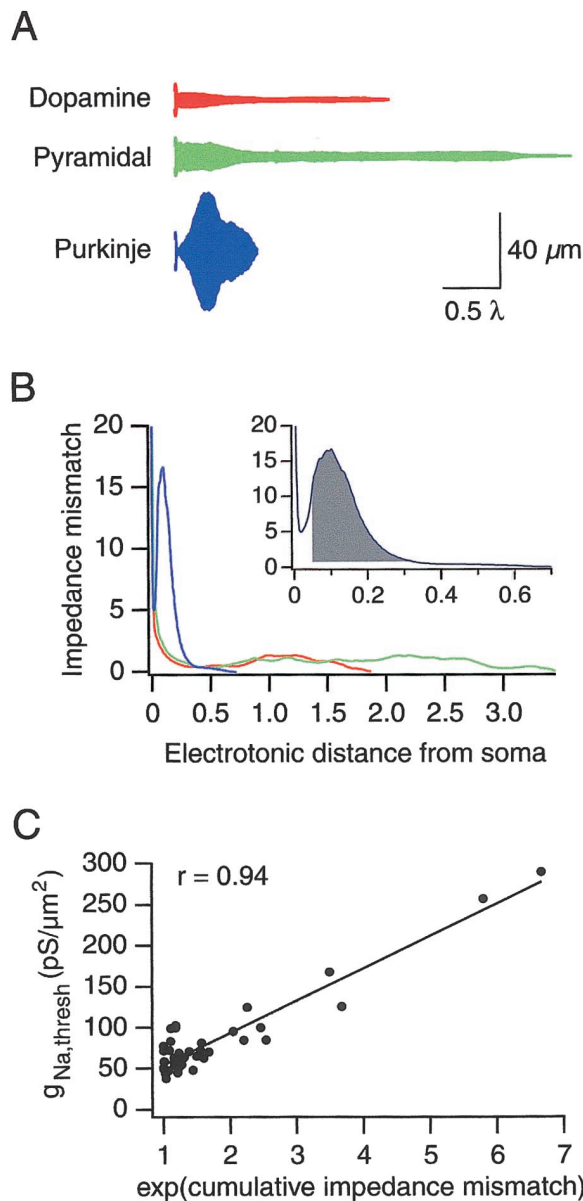 A
Dopamine
Pyramidal
Purkinje
40 µm
0.5 λ
B
Impedance mismatch
20
15
10
5
0
0 0.5 1.0 1.5 2.0 2.5 3.0
Electrotonic distance from soma
20
15
10
5
0
0 0.2 0.4 0.6
C
r = 0.94
gNa,thresh (pS/µm²)
300
250
200
150
100
50
0
1 2 3 4 5 6 7
exp(cumulative impedance mismatch)